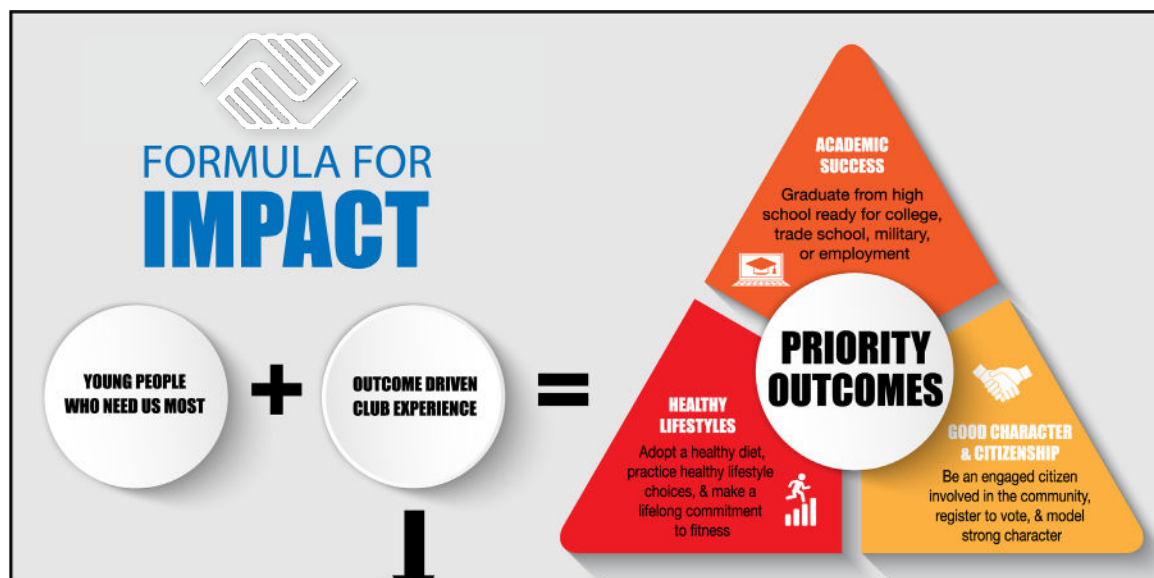 FORMULA FOR
IMPACT
YOUNG PEOPLE
WHO NEED US MOST
+
OUTCOME DRIVEN
CLUB EXPERIENCE
=
ACADEMIC
SUCCESS
Graduate from high
school ready for college,
trade school, military,
or employment
PRIORITY
OUTCOMES
HEALTHY
LIFESTYLES
Adopt a healthy diet,
practice healthy lifestyle
choices, & make a
lifelong commitment
to fitness
GOOD CHARACTER
& CITIZENSHIP
Be an engaged citizen
involved in the community,
register to vote, & model
strong character